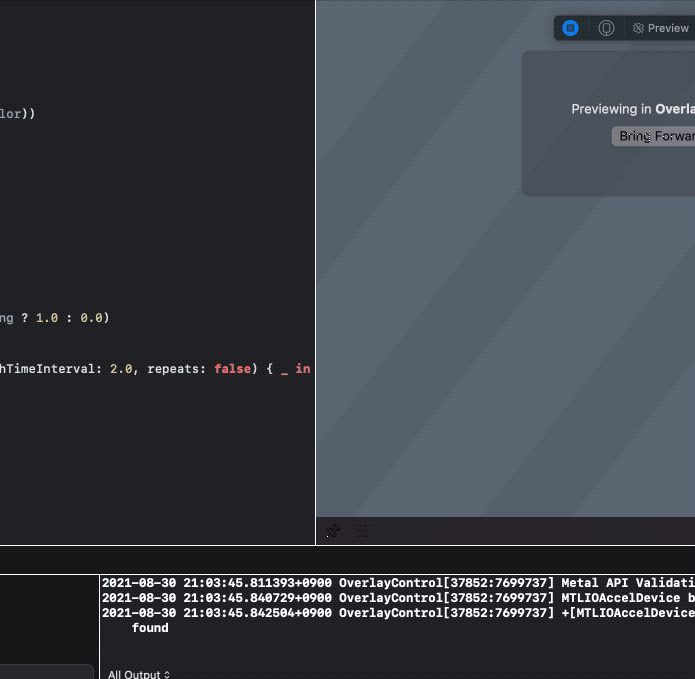 lor))
ng ? 1.0 : 0.0)
hTimeInterval: 2.0, repeats: false) { _ in
Preview
Previewing in Overla
Bring Forwar
2021-08-30 21:03:45.811393+0900 OverlayControl[37852:7699737] Metal API Validati
2021-08-30 21:03:45.840729+0900 OverlayControl[37852:7699737] MTLIOAccelDevice b
2021-08-30 21:03:45.842504+0900 OverlayControl[37852:7699737] +[MTLIOAccelDevice
found
All Output